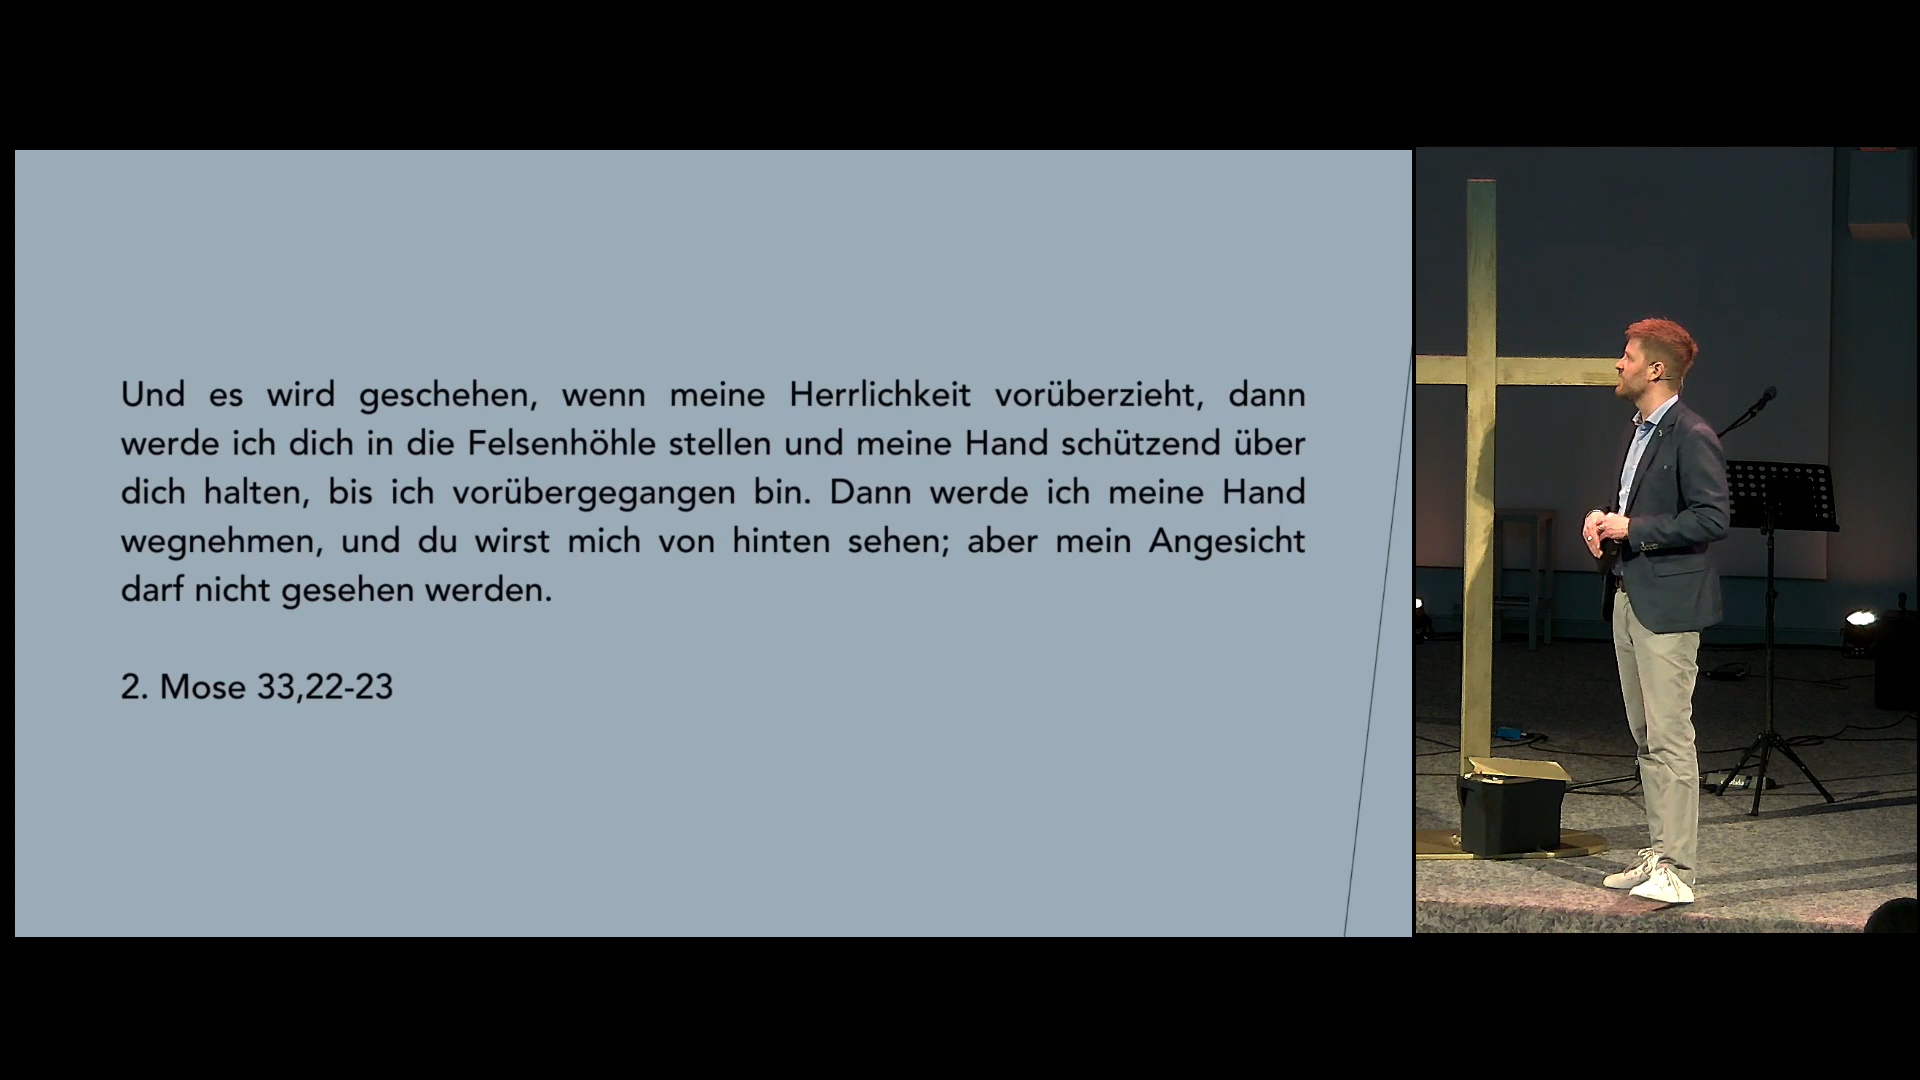 Und es wird geschehen, wenn meine Herrlichkeit vorüberzieht, dann
werde ich dich in die Felsenhöhle stellen und meine Hand schützend über
dich halten, bis ich vorübergegangen bin. Dann werde ich meine Hand
wegnehmen, und du wirst mich von hinten sehen; aber mein Angesicht
darf nicht gesehen werden.
2. Mose 33,22-23